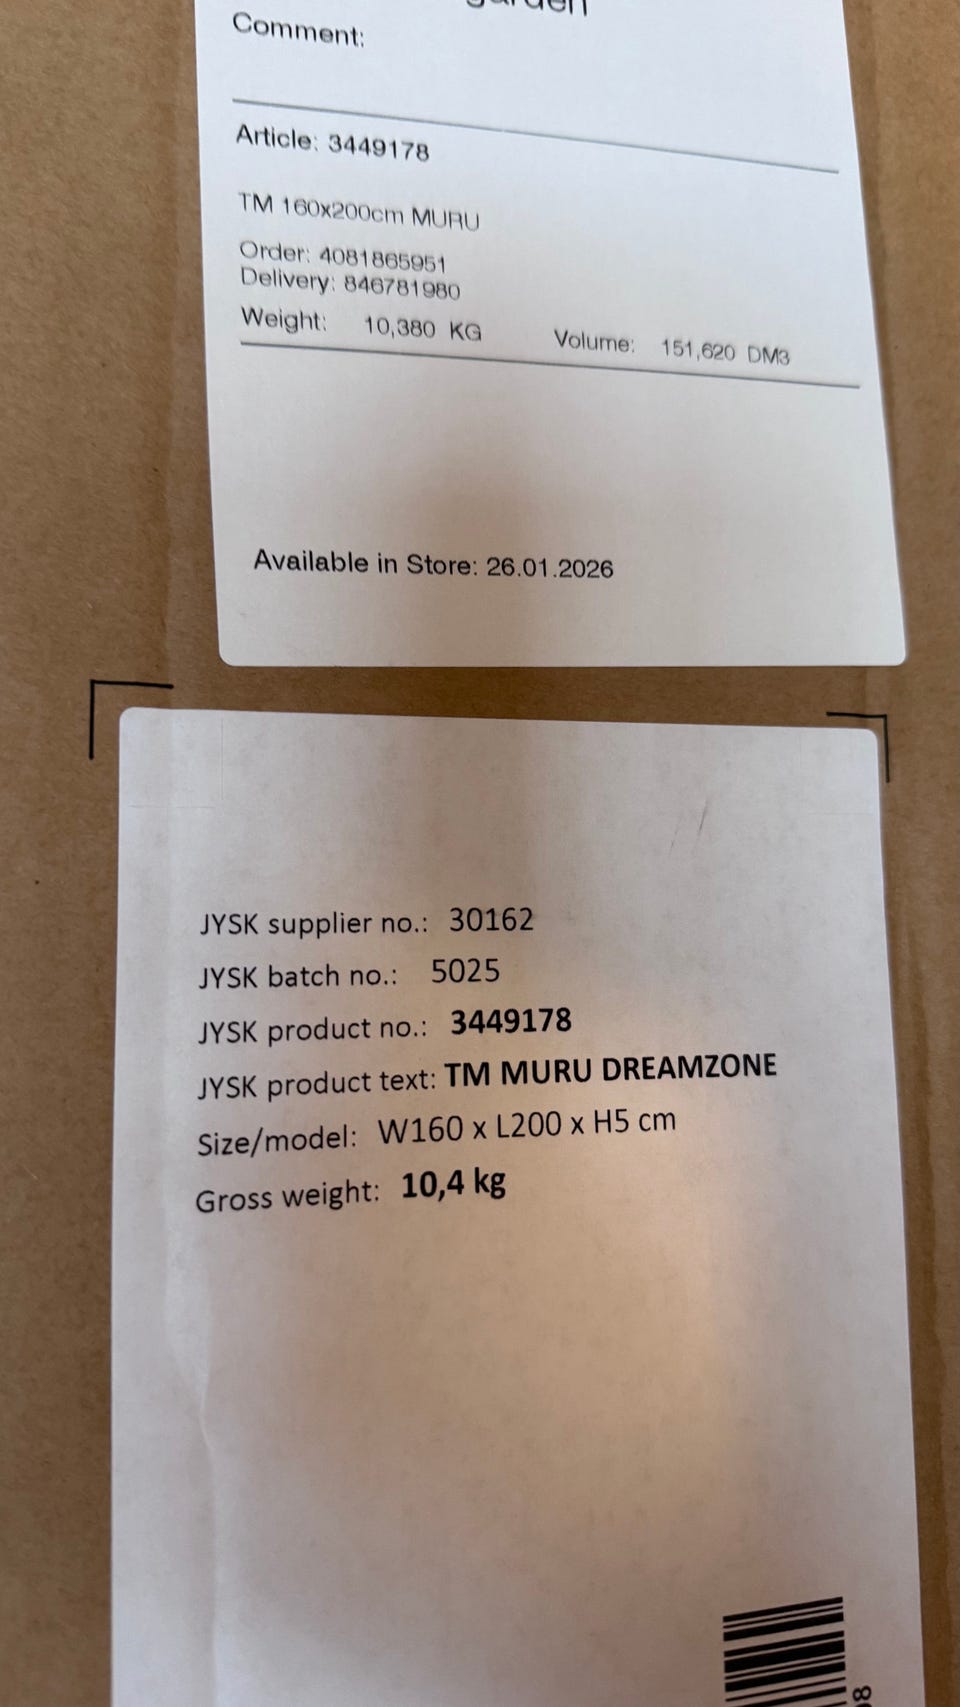 garden
Comment:
Article: 3449178
TM 160x200cm MURU
Order: 4081865951
Delivery: 846781980
Weight: 10,380 KG Volume: 151,620 DM3
Available in Store: 26.01.2026
JYSK supplier no.: 30162
JYSK batch no.: 5025
JYSK product no.: 3449178
JYSK product text: TM MURU DREAMZONE
Size/model: W160 x L200 x H5 cm
Gross weight: 10,4 kg